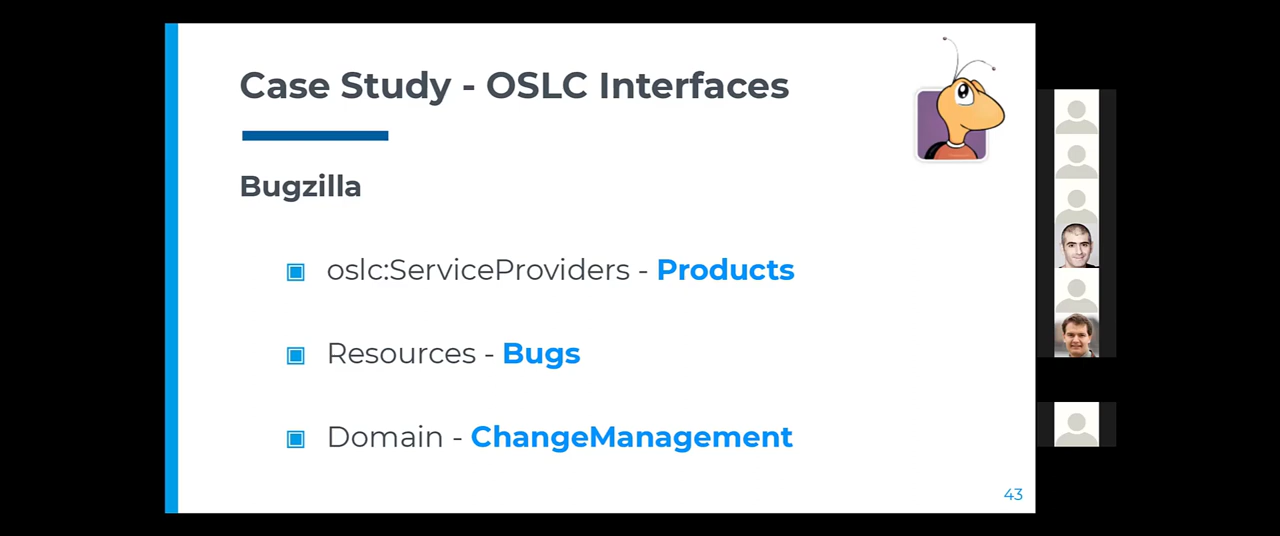 Case Study - OSLC Interfaces
Bugzilla
oslc:ServiceProviders - Products
Resources - Bugs
Domain - ChangeManagement
43